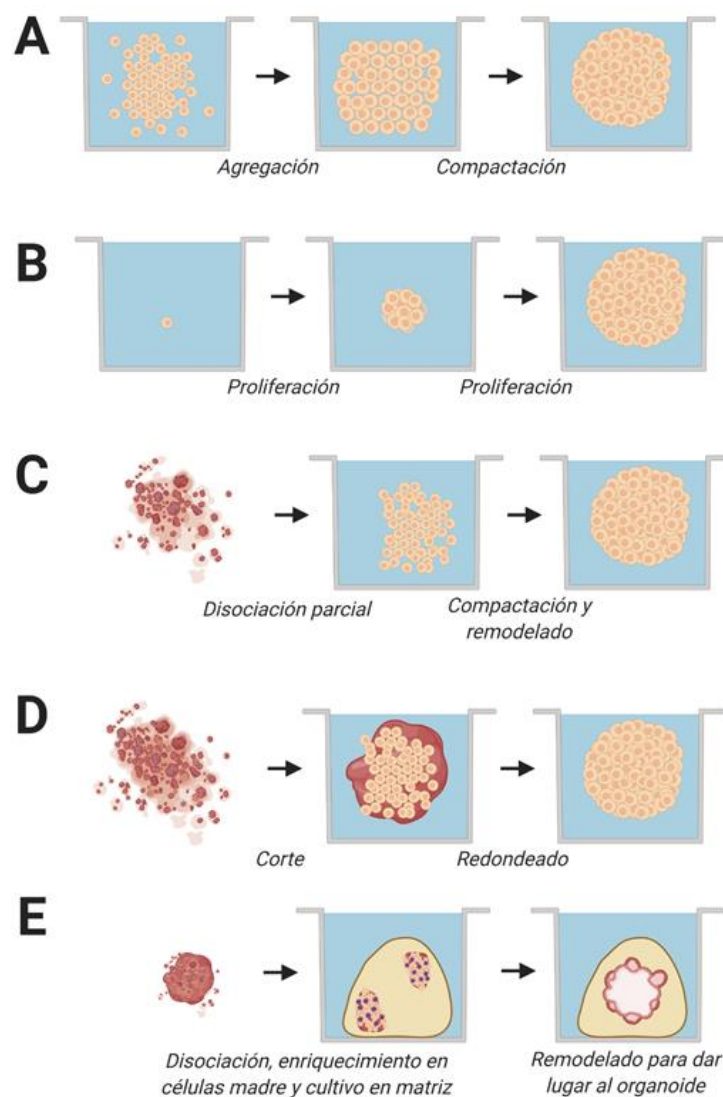 A
Agregación
Compactación
B
Proliferación
Proliferación
C
Disociación parcial
Compactación y
remodelado
D
Corte
Redondeado
E
Disociación, enriquecimiento en
células madre y cultivo en matriz
Remodelado para dar
lugar al organoide